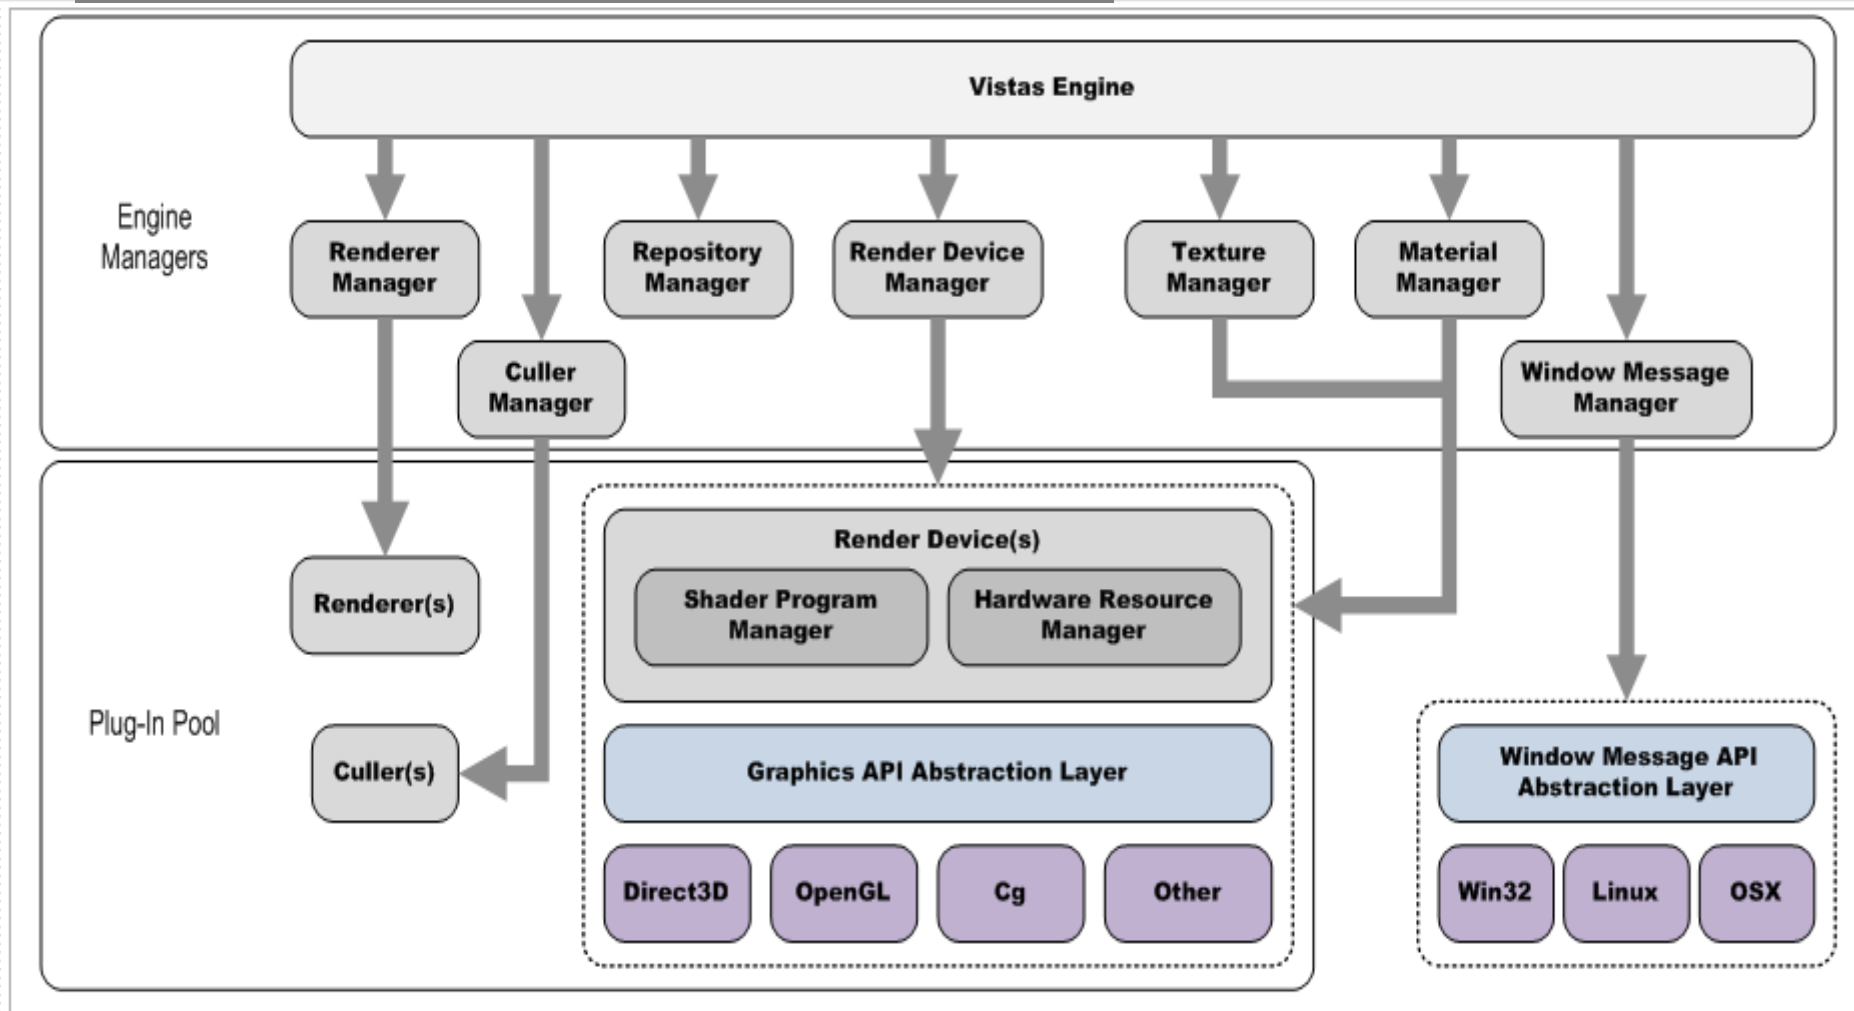 Vistas Engine
Engine
Managers
Renderer
Manager
Repository
Manager
Render Device
Manager
Texture
Manager
Material
Manager
Culler
Manager
Window Message
Manager
Plug-In Pool
Renderer(s)
Culler(s)
Render Device(s)
Shader Program
Manager
Hardware Resource
Manager
Graphics API Abstraction Layer
Direct3D
OpenGL
Cg
Other
Window Message API
Abstraction Layer
Win32
Linux
OSX